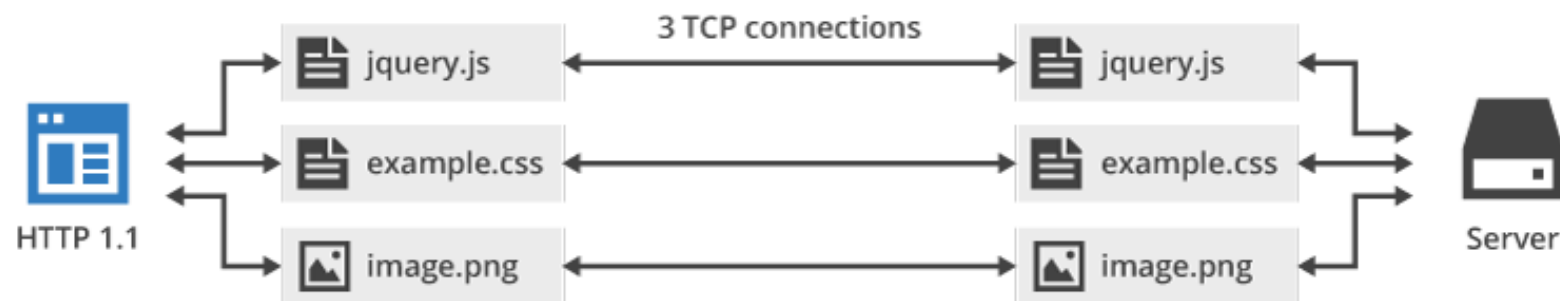 3 TCP connections
jquery.js
jquery.js
example.css
example.css
HTTP 1.1
Server
image.png
image.png